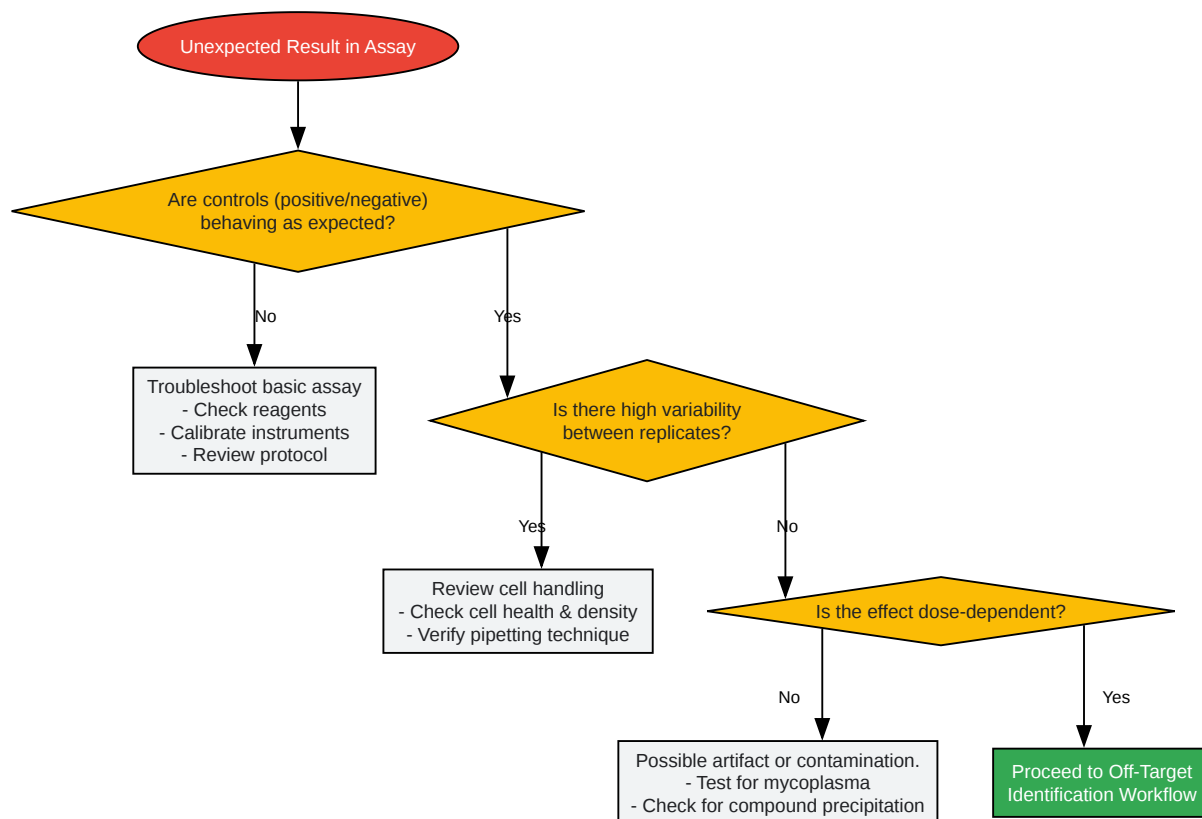 Unexpected Result in Assay
Are controls (positive/negative)
behaving as expected?
No
Yes
Troubleshoot basic assay
- Check reagents
- Calibrate instruments
- Review protocol
Is there high variability
between replicates?
Yes
No
Review cell handling
- Check cell health & density
- Verify pipetting technique
Is the effect dose-dependent?
No
Yes
Possible artifact or contamination.
- Test for mycoplasma
- Check for compound precipitation
Proceed to Off-Target
Identification Workflow